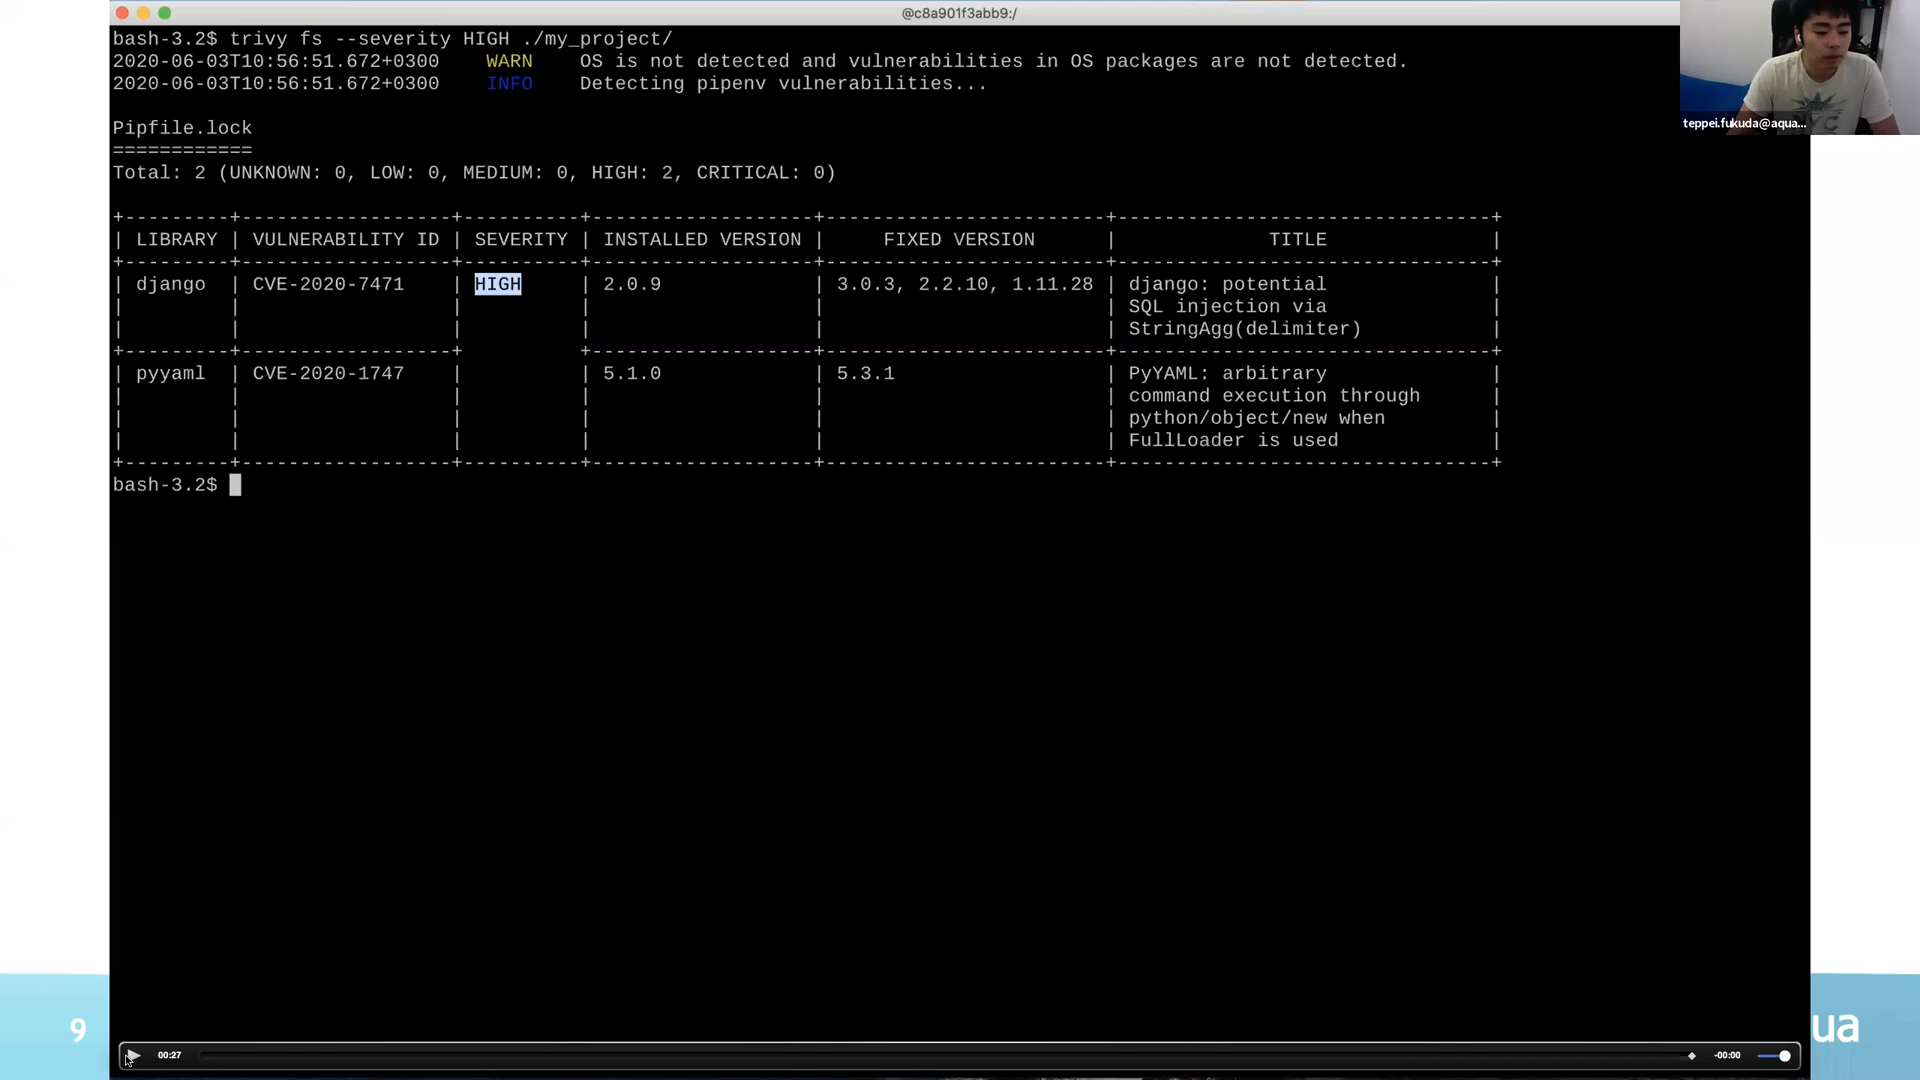 @c8a901f3abb9:/
bash-3.2$ trivy fs --severity HIGH ./my_project/
2020-06-03T10:56:51.672+0300 WARN OS is not detected and vulnerabilities in OS packages are not detected.
2020-06-03T10:56:51.672+0300 INFO Detecting pipenv vulnerabilities...
Pipfile.lock
============
Total: 2 (UNKNOWN: 0, LOW: 0, MEDIUM: 0, HIGH: 2, CRITICAL: 0)
| LIBRARY | VULNERABILITY ID | SEVERITY | INSTALLED VERSION | FIXED VERSION | TITLE |
| django | CVE-2020-7471 | HIGH | 2.0.9 | 3.0.3, 2.2.10, 1.11.28 | django: potential |
SQL injection via
StringAgg(delimiter)
| pyyaml | CVE-2020-1747 | | 5.1.0 | 5.3.1 | PyYAML: arbitrary |
command execution through
python/object/new when
FullLoader is used
bash-3.2$
teppei.fukuda@aqua...
NYC
9
ua
00:27
-00:00